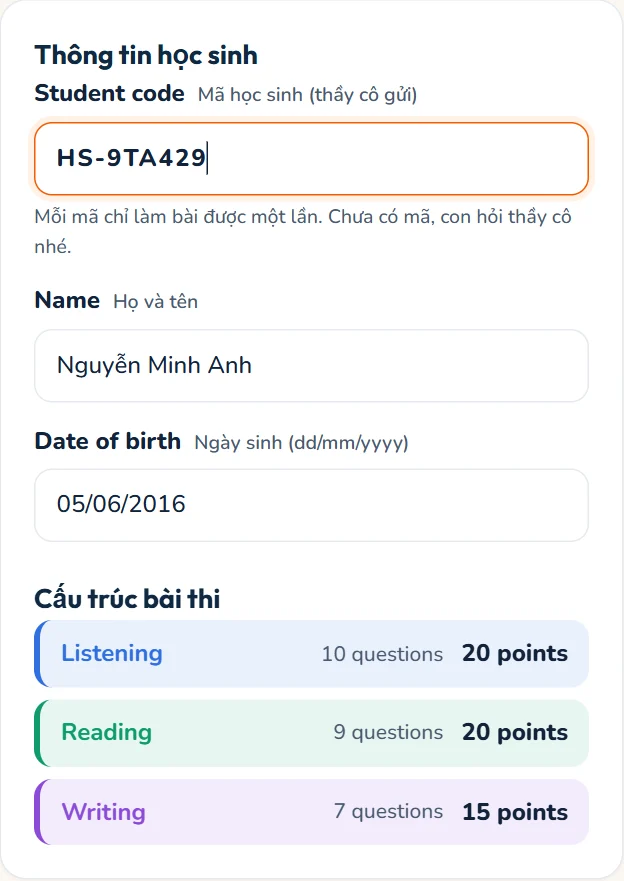 Thông tin học sinh
Student code Mã học sinh (thầy cô gửi)
HS-9TA429
Mỗi mã chỉ làm bài được một lần. Chưa có mã, con hỏi thầy cô
nhé.
Name Họ và tên
Nguyễn Minh Anh
Date of birth Ngày sinh (dd/mm/yyyy)
05/06/2016
Cấu trúc bài thi
Listening 10 questions 20 points
Reading 9 questions 20 points
Writing 7 questions 15 points